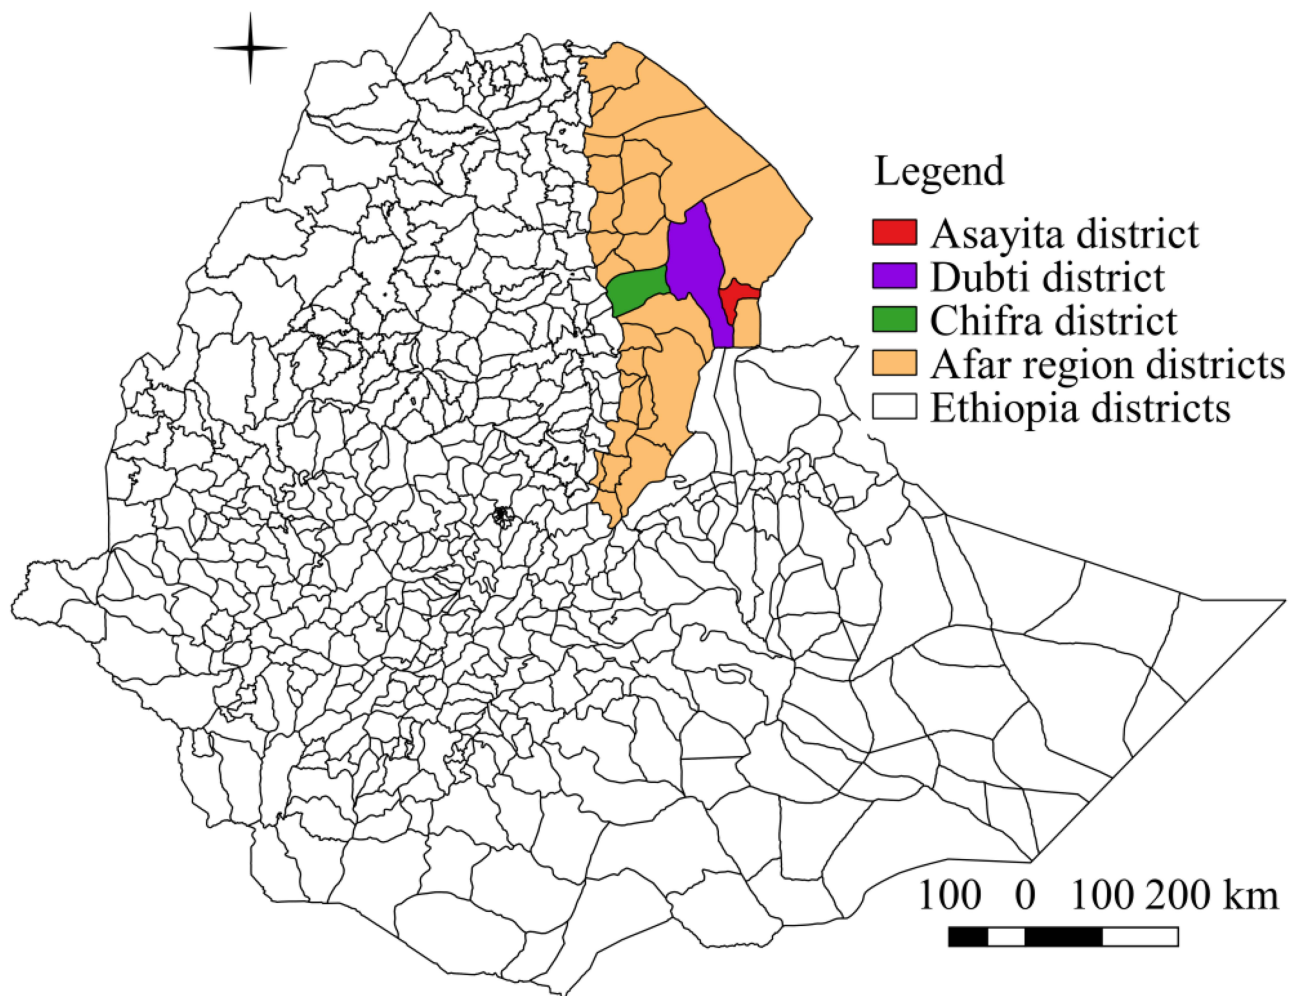 Legend
Asayita district
Dubti district
Chifra district
Afar region districts
Ethiopia districts
100 0 100 200 km